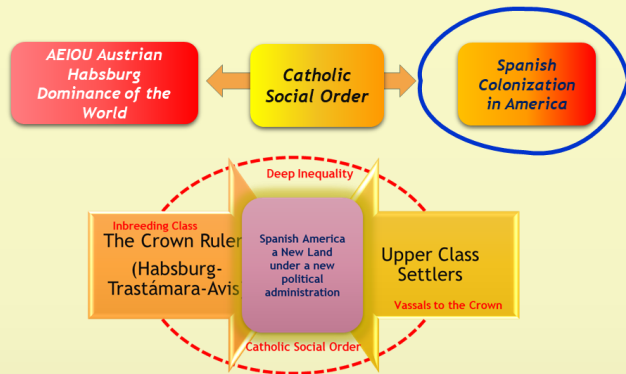 AEIOU Austrian
Habsburg
Dominance of the
World
Catholic
Social Order
Spanish
Colonization
in America
Deep Inequality
Inbreeding Class
The Crown Ruler
(Habsburg-
Trastámara-Avis)
Spanish America
a New Land
under a new
political
administration
Upper Class
Settlers
Vassals to the Crown
Catholic Social Order